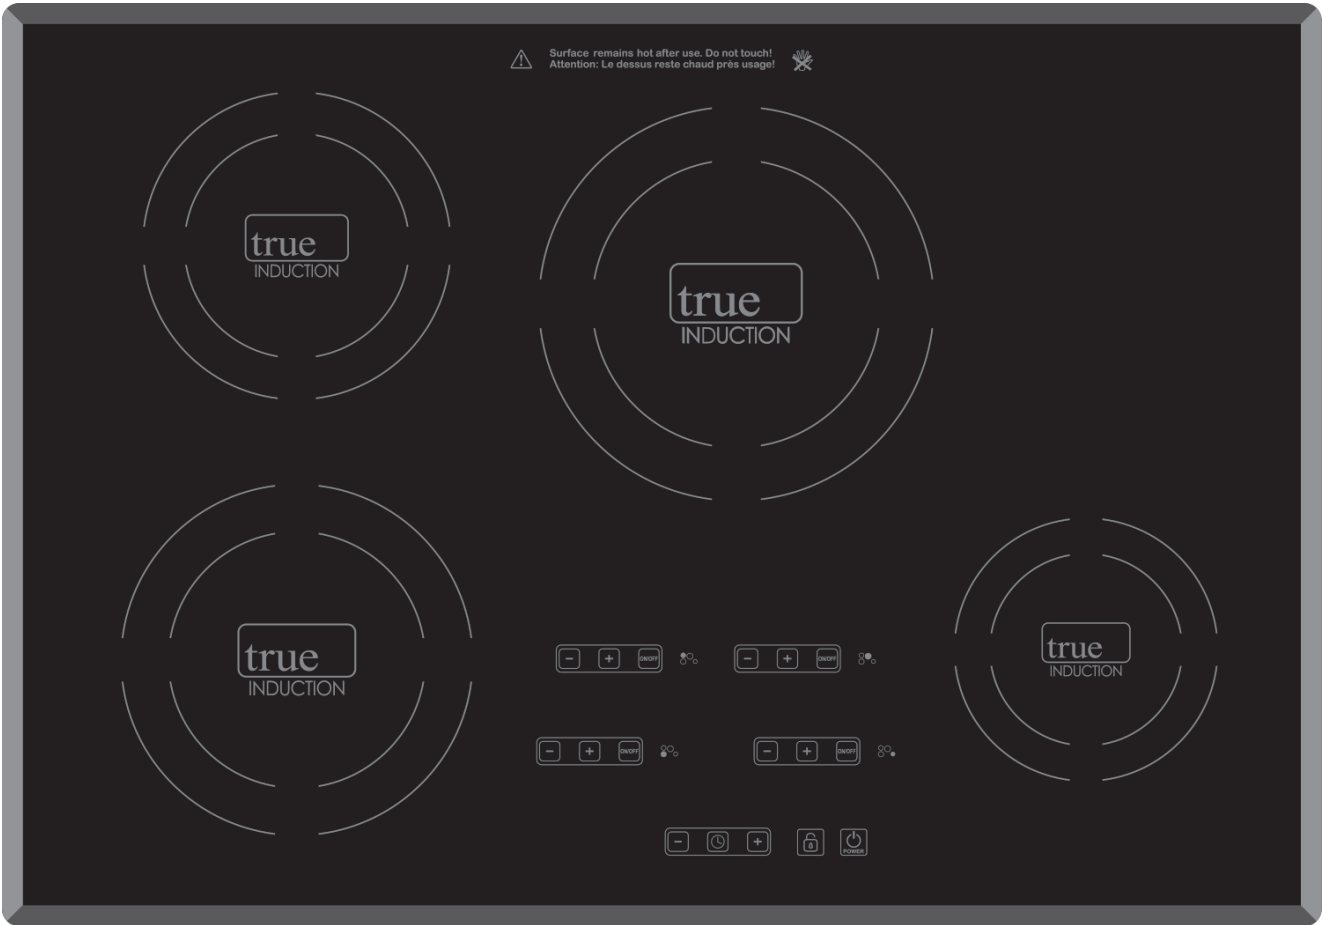 Surface remains hot after use. Do not touch!
Attention: Le dessus reste chaud près usage!
true
INDUCTION
true
INDUCTION
true
INDUCTION
true
INDUCTION
- + ON/OFF
- + ON/OFF
- + ON/OFF
- + ON/OFF
- +
POWER